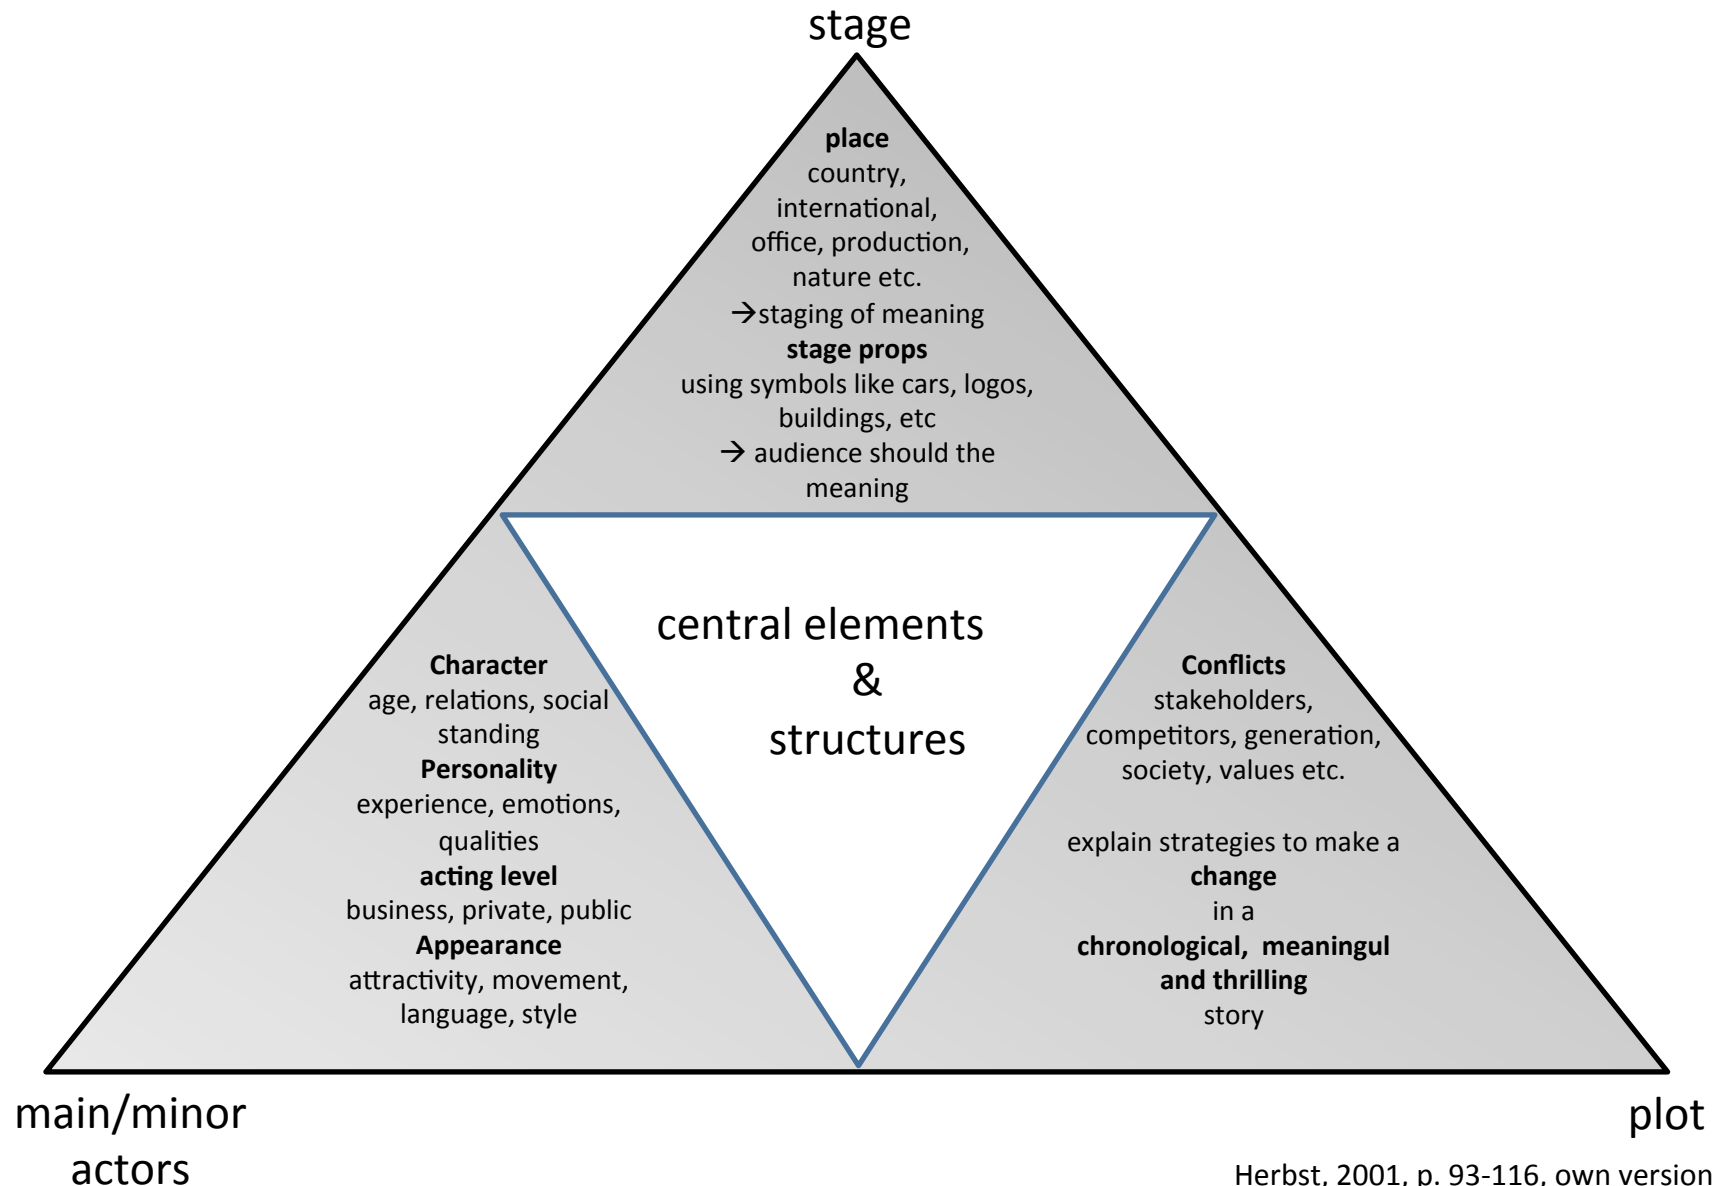 stage
place
country,
international,
office, production,
nature etc.
→staging of meaning
stage props
using symbols like cars, logos,
buildings, etc
→ audience should the
meaning
central elements
&
structures
Character
age, relations, social
standing
Personality
experience, emotions,
qualities
acting level
business, private, public
Appearance
attractivity, movement,
language, style
Conflicts
stakeholders,
competitors, generation,
society, values etc.
explain strategies to make a
change
in a
chronological, meaningul
and thrilling
story
main/minor
actors
plot
Herbst, 2001, p. 93-116, own version